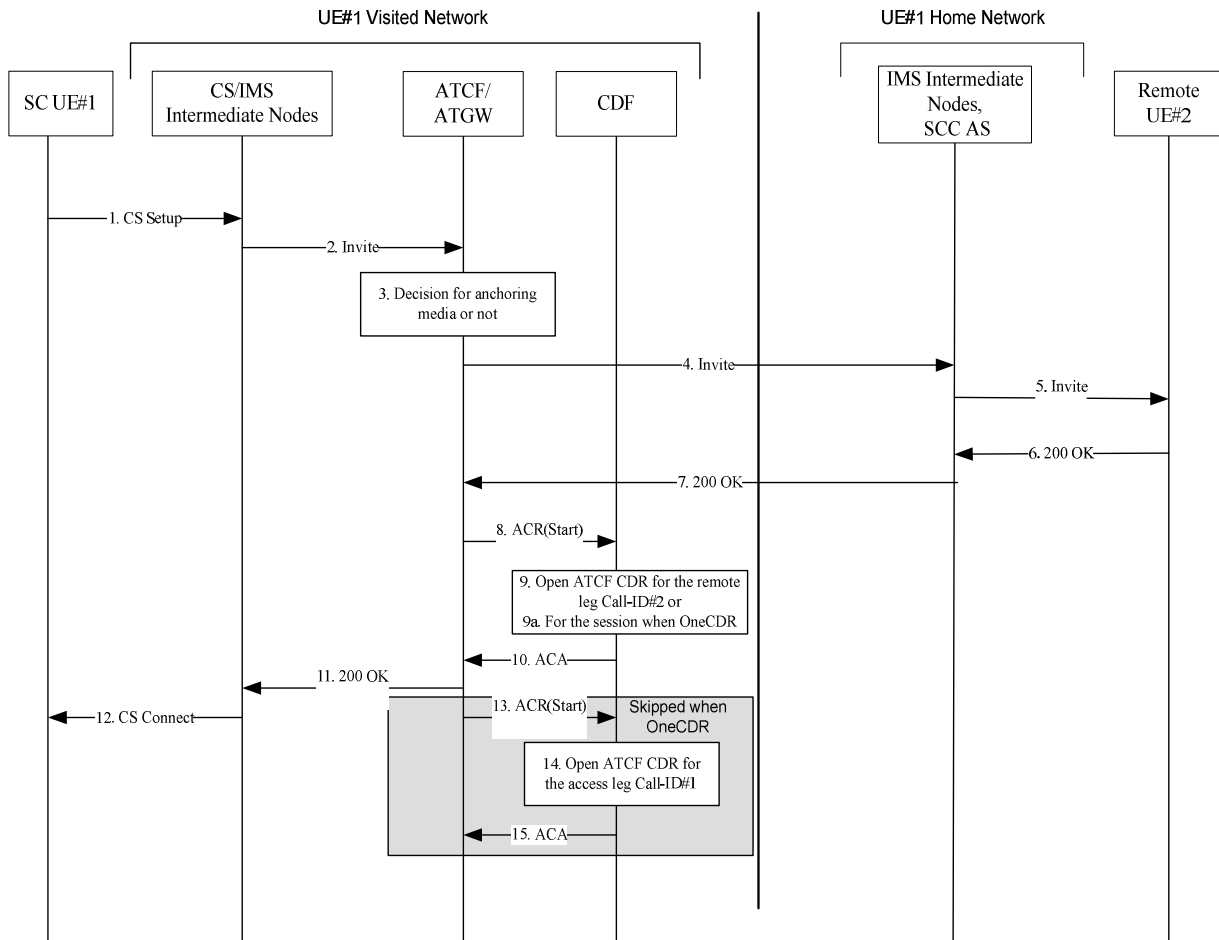 UE#1 Visited Network
UE#1 Home Network
SC UE#1
CS/IMS
Intermediate Nodes
ATCF/
ATGW
CDF
IMS Intermediate
Nodes,
SCC AS
Remote
UE#2
1. CS Setup
2. Invite
3. Decision for anchoring
media or not
4. Invite
5. Invite
6. 200 OK
7. 200 OK
8. ACR(Start)
9. Open ATCF CDR for the remote
leg Call-ID#2 or
9a. For the session when OneCDR
10. ACA
11. 200 OK
12. CS Connect
13. ACR(Start)
Skipped when
OneCDR
14. Open ATCF CDR for
the access leg Call-ID#1
15. ACA